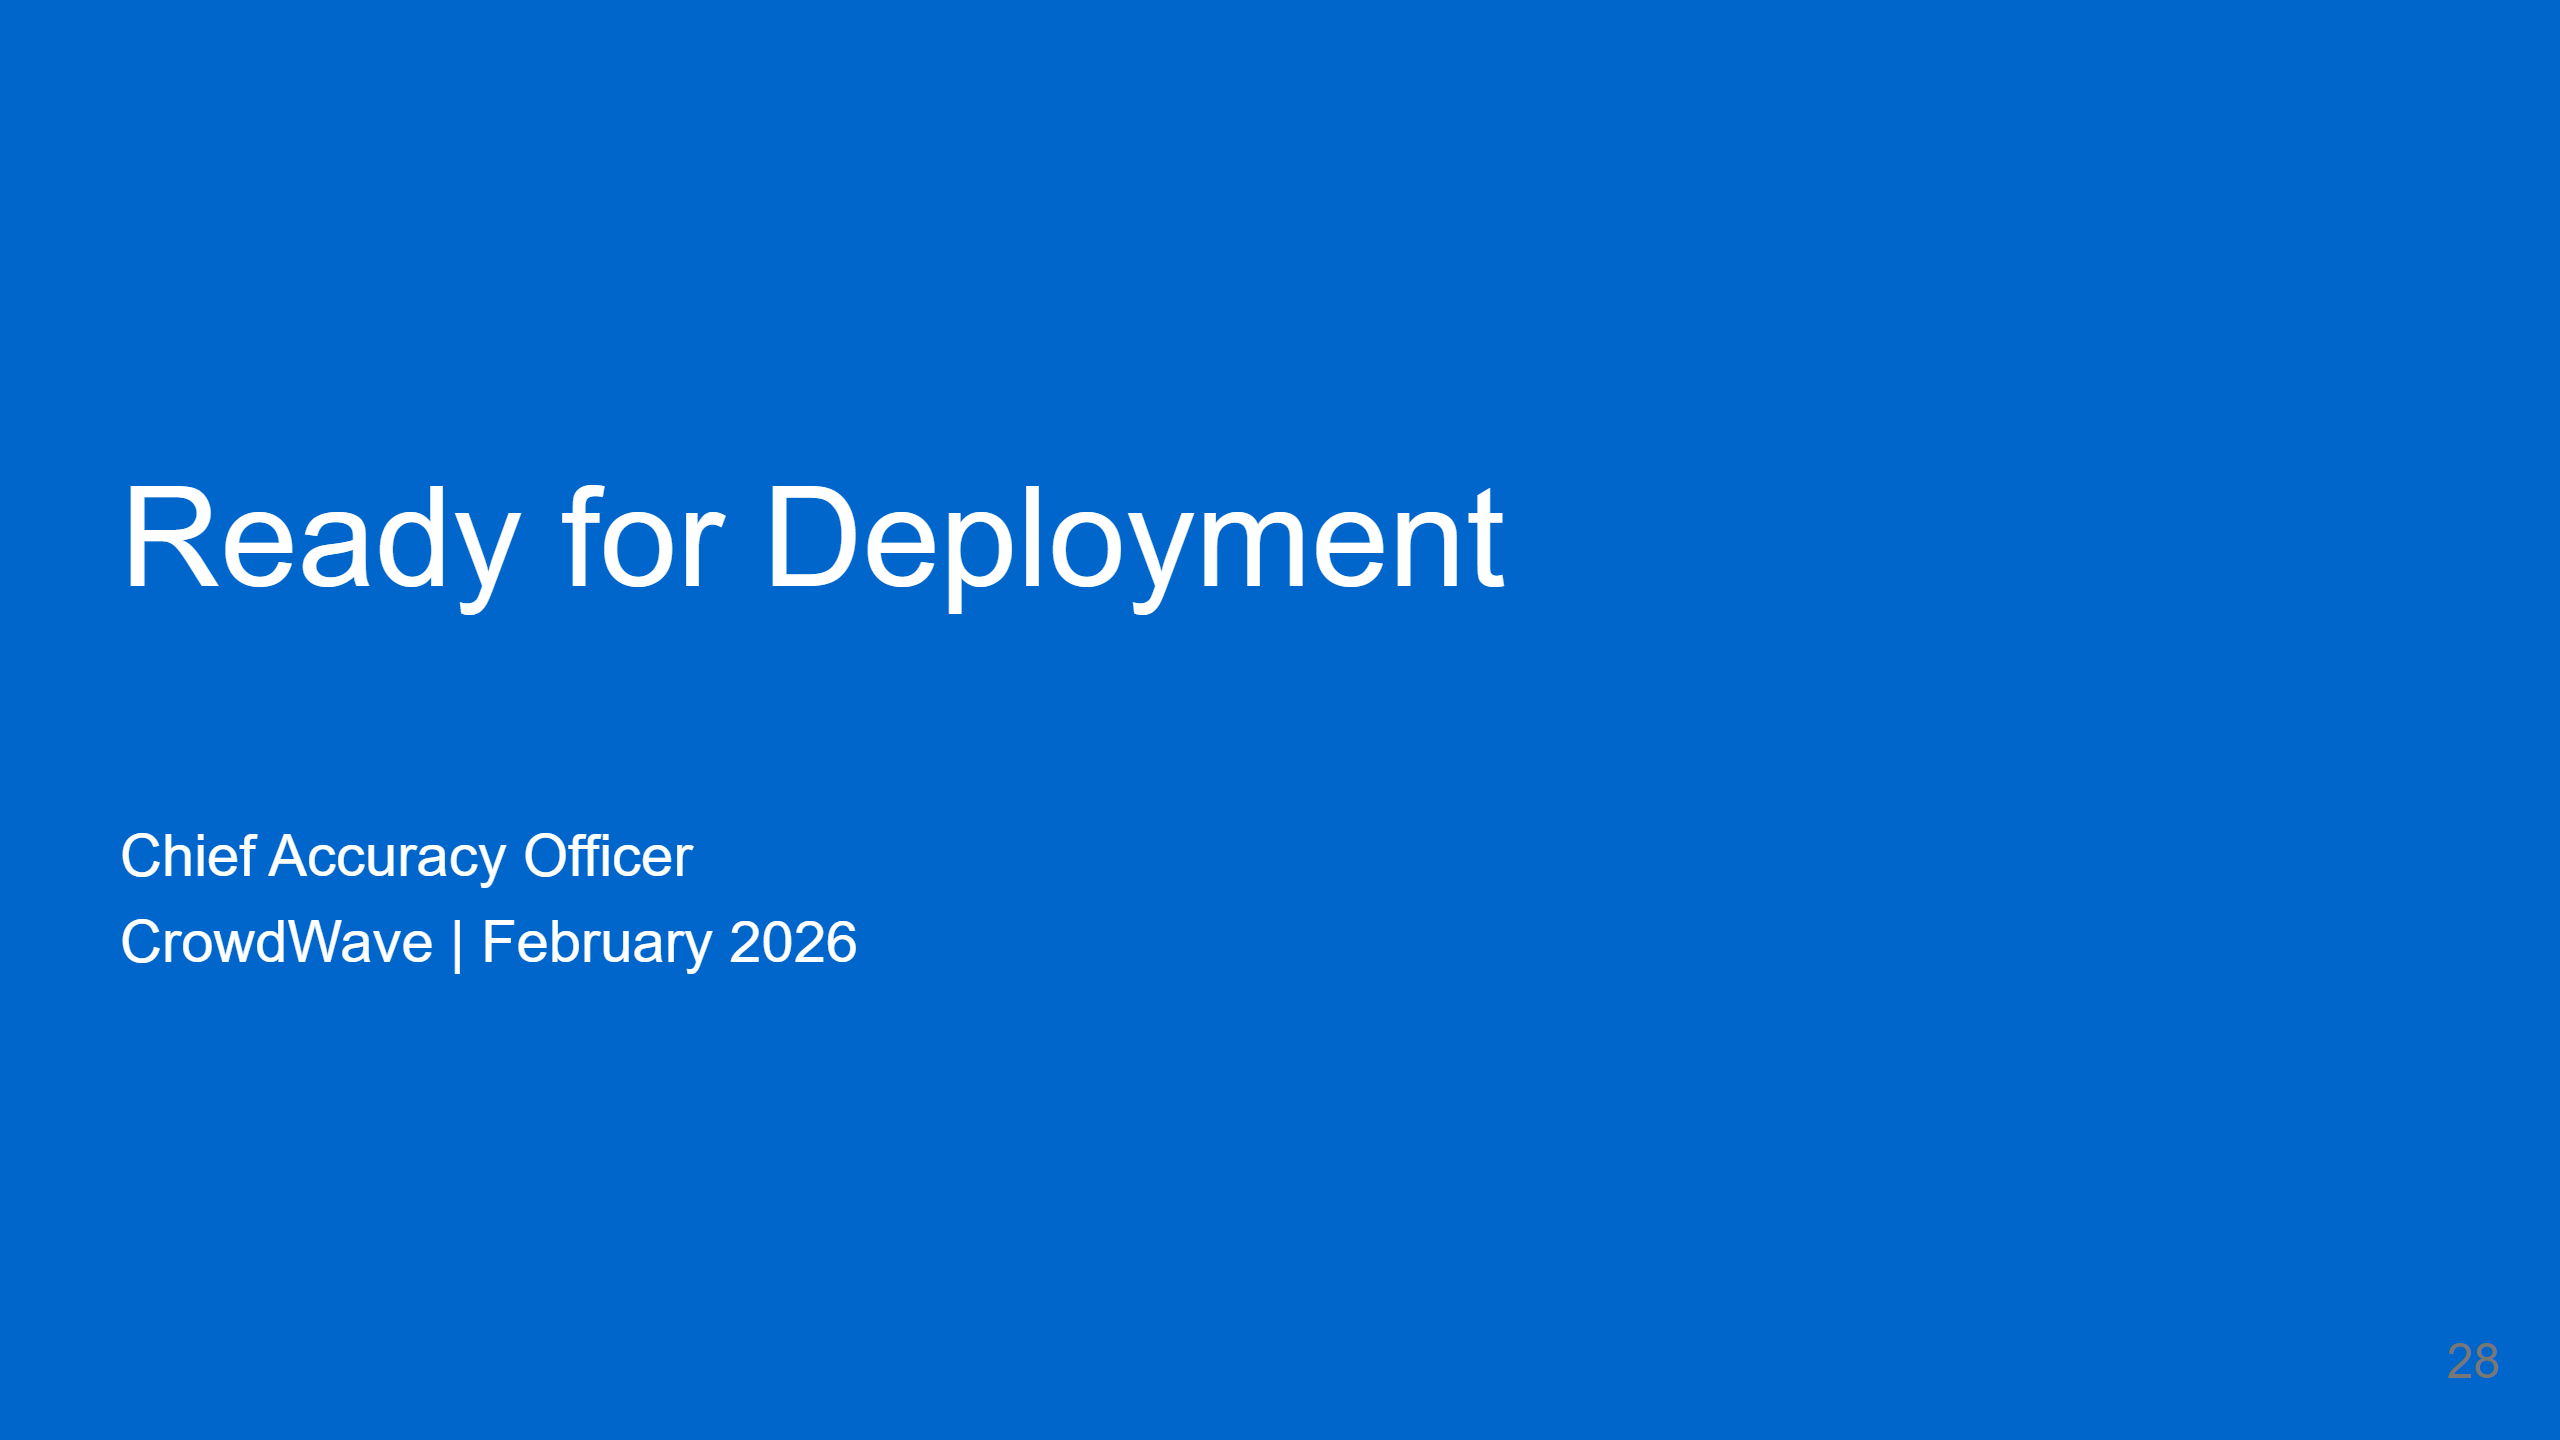 Ready for Deployment
Chief Accuracy Officer
CrowdWave | February 2026
28